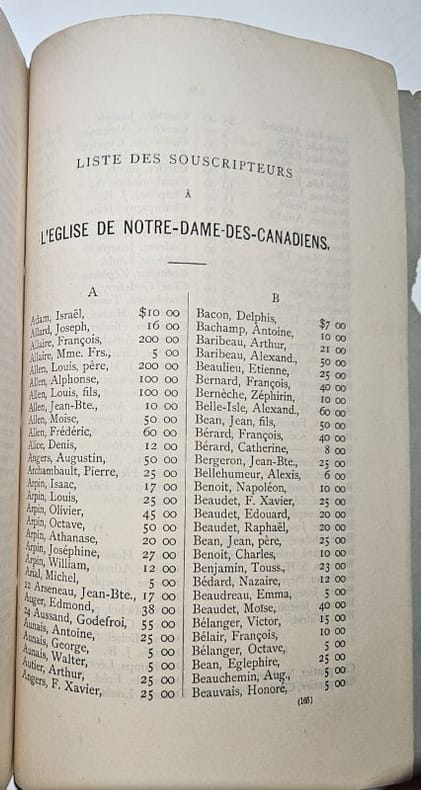 LISTE DES SOUSCRIPTEURS
À
L'EGLISE DE NOTRE-DAME-DES-CANADIENS.
A
Adam, Israël, $10 00
Allard, Joseph, 16 00
Allaire, François, 200 00
Allaire, Mme. Frs., 5 00
Allen, Louis, père, 200 00
Allen, Alphonse, 100 00
Allen, Louis, fils, 100 00
Allen, Jean-Bte., 10 00
Allen, Moise, 50 00
Allen, Frédéric, 60 00
Alice, Denis, 12 00
Angers, Augustin, 50 00
Archambault, Pierre, 25 00
Arpin, Isaac, 17 00
Arpin, Louis, 25 00
Arpin, Olivier, 45 00
Arpin, Octave, 50 00
Arpin, Athanase, 20 00
Arpin, Joséphine, 27 00
Arpin, William, 12 00
Arial, Michel, 5 00
22 Arseneau, Jean-Bte., 17 00
Auger, Edmond, 38 00
24 Aussand, Godefroi, 55 00
Aunais, Antoine, 25 00
Aunais, George, 5 00
Aunais, Walter, 5 00
Autier, Arthur, 25 00
Angers, F. Xavier, 25 00
B
Bacon, Delphis, $7 00
Bachamp, Antoine, 10 00
Baribeau, Arthur, 21 00
Baribeau, Alexand., 50 00
Beaulieu, Etienne, 25 00
Bernard, François, 40 00
Bernèche, Zéphirin, 10 00
Belle-Isle, Alexand., 60 00
Bean, Jean, fils, 50 00
Bérard, François, 40 00
Bérard, Catherine, 8 00
Bergeron, Jean-Bte., 25 00
Bellehumeur, Alexis, 6 00
Benoit, Napoléon, 10 00
Beaudet, F. Xavier, 25 00
Beaudet, Edouard, 20 00
Beaudet, Raphaël, 20 00
Bean, Jean, père, 25 00
Benoit, Charles, 10 00
Benjamin, Touss., 23 00
Bédard, Nazaire, 12 00
Beaudreau, Emma, 5 00
Beaudet, Moïse, 40 00
Bélanger, Victor, 15 00
Bélair, François, 10 00
Bélanger, Octave, 5 00
Bean, Eglephire, 25 00
Beauchemin, Aug., 5 00
Beauvais, Honoré, 5 00
(165)